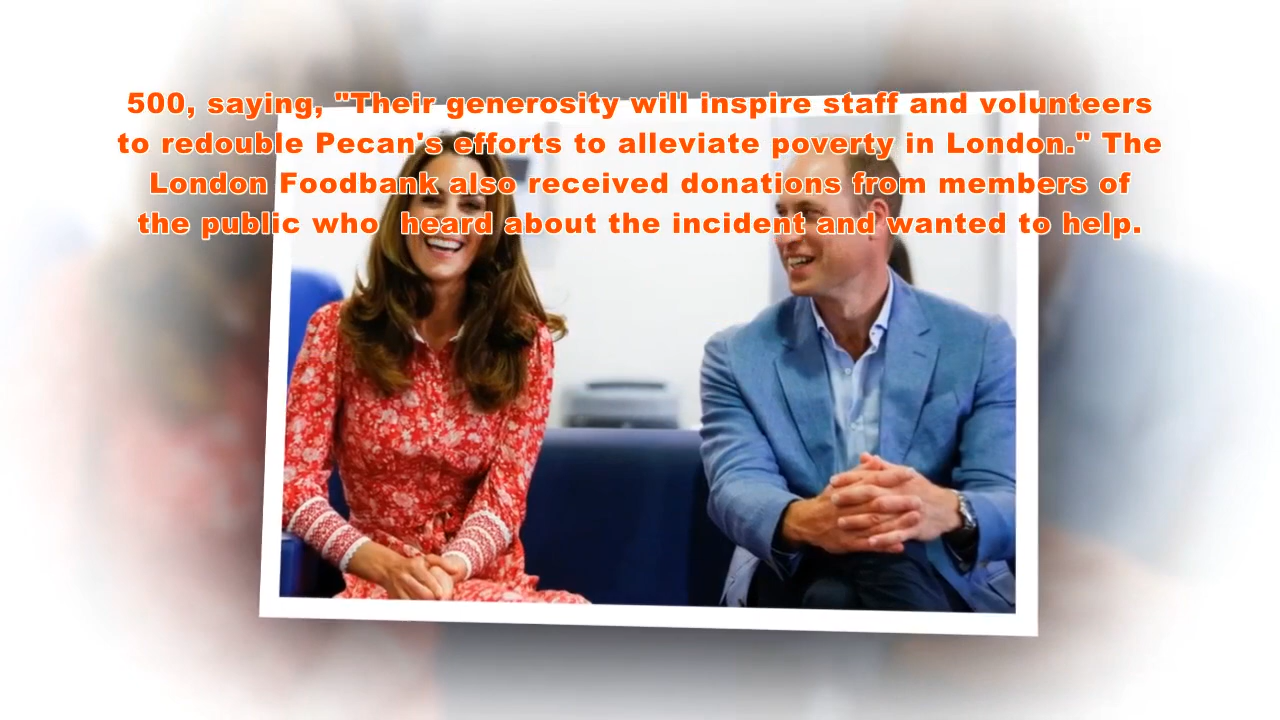 500, saying, "Their generosity will inspire staff and volunteers
to redouble Pecan's efforts to alleviate poverty in London." The
London Foodbank also received donations from members of
the public who  heard about the incident and wanted to help.